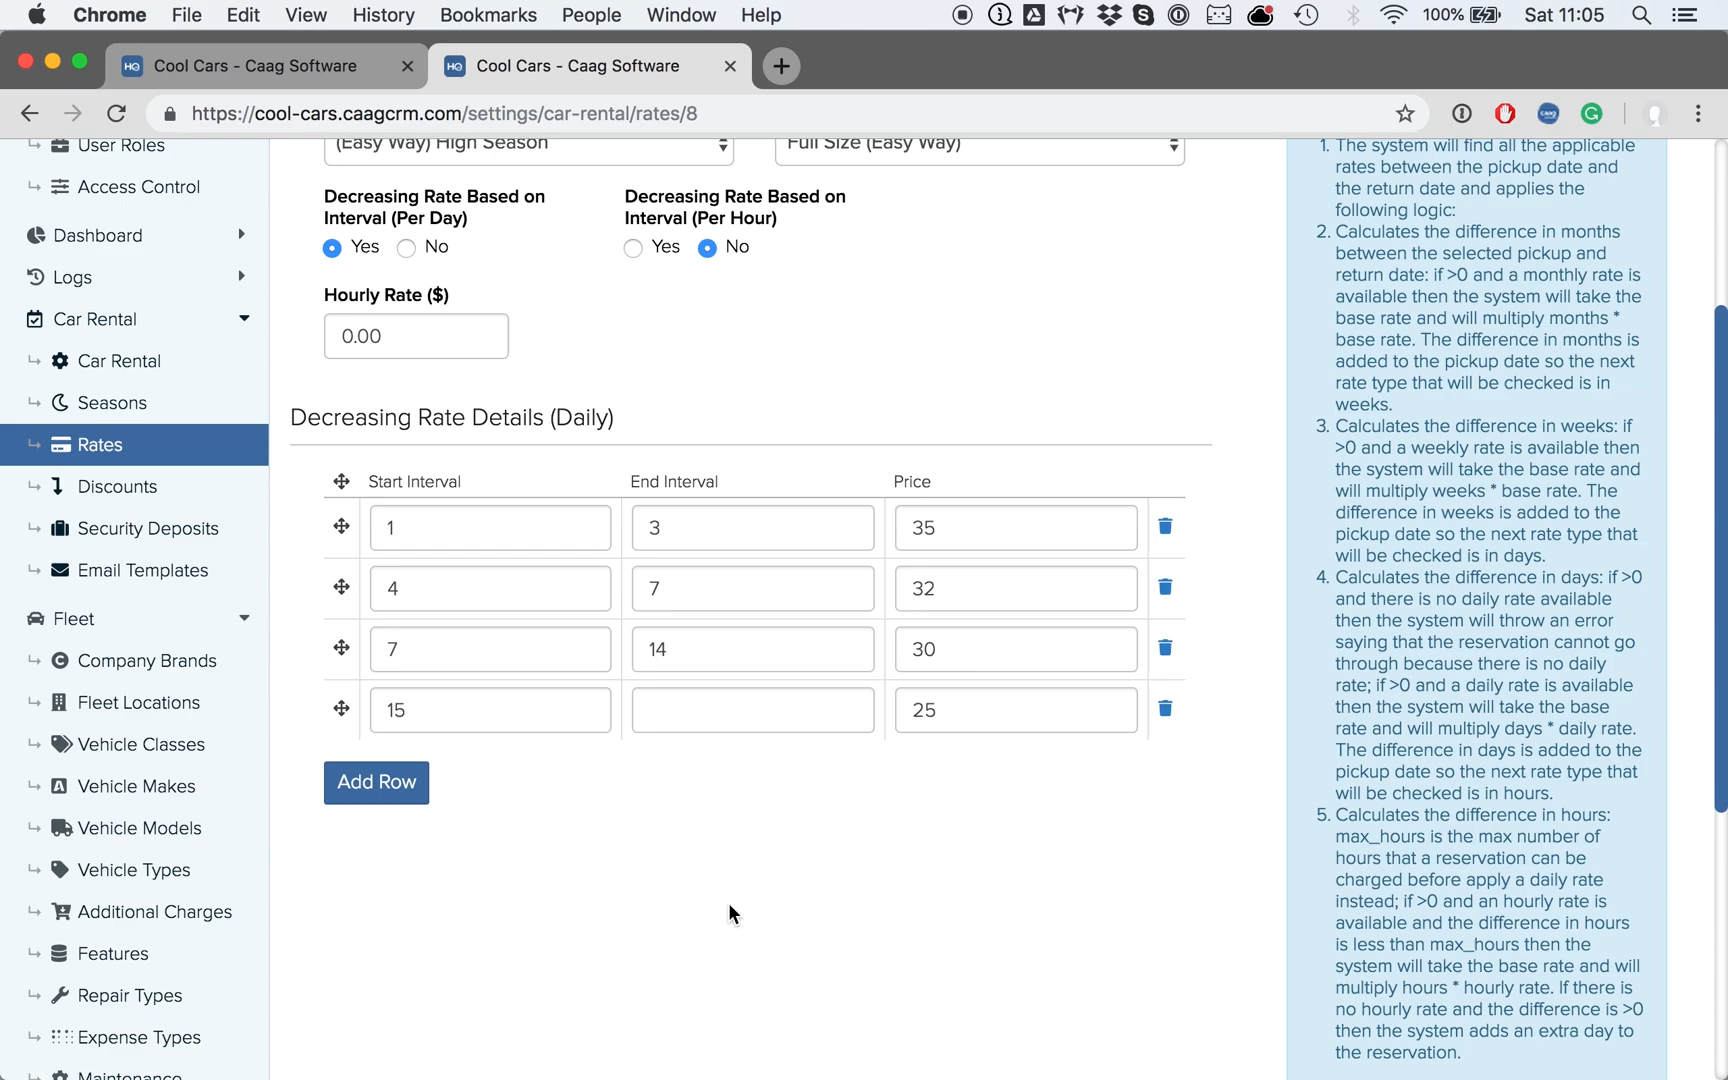 Chrome File Edit View History Bookmarks People Window Help 100% Sat 11:05
HQ Cool Cars - Caag Software HQ Cool Cars - Caag Software
https://cool-cars.caagcrm.com/settings/car-rental/rates/8
User Roles
Access Control
Dashboard
Logs
Car Rental
Car Rental
Seasons
Rates
Discounts
Security Deposits
Email Templates
Fleet
Company Brands
Fleet Locations
Vehicle Classes
Vehicle Makes
Vehicle Models
Vehicle Types
Additional Charges
Features
Repair Types
Expense Types
Maintenance
(Easy Way) High Season Full Size (Easy Way)
Decreasing Rate Based on
Interval (Per Day)
Yes No
Decreasing Rate Based on
Interval (Per Hour)
Yes No
Hourly Rate ($)
0.00
Decreasing Rate Details (Daily)
Start Interval End Interval Price
1 3 35
4 7 32
7 14 30
15 25
Add Row
1. The system will find all the applicable
rates between the pickup date and
the return date and applies the
following logic:
2. Calculates the difference in months
between the selected pickup and
return date: if >0 and a monthly rate is
available then the system will take the
base rate and will multiply months *
base rate. The difference in months is
added to the pickup date so the next
rate type that will be checked is in
weeks.
3. Calculates the difference in weeks: if
>0 and a weekly rate is available then
the system will take the base rate and
will multiply weeks * base rate. The
difference in weeks is added to the
pickup date so the next rate type that
will be checked is in days.
4. Calculates the difference in days: if >0
and there is no daily rate available
then the system will throw an error
saying that the reservation cannot go
through because there is no daily
rate; if >0 and a daily rate is available
then the system will take the base
rate and will multiply days * daily rate.
The difference in days is added to the
pickup date so the next rate type that
will be checked is in hours.
5. Calculates the difference in hours:
max_hours is the max number of
hours that a reservation can be
charged before apply a daily rate
instead; if >0 and an hourly rate is
available and the difference in hours
is less than max_hours then the
system will take the base rate and will
multiply hours * hourly rate. If there is
no hourly rate and the difference is >0
then the system adds an extra day to
the reservation.